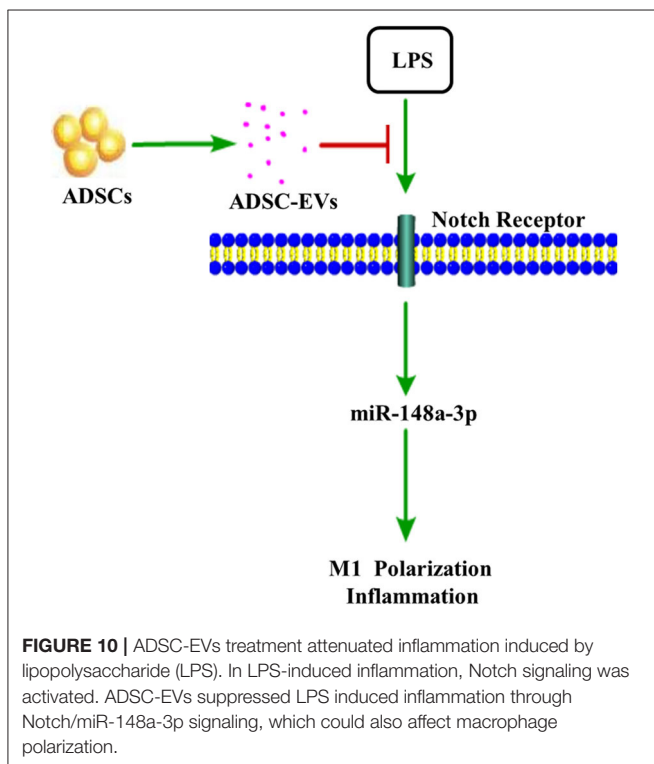 LPS
ADSCs
ADSC-EVs
Notch Receptor
miR-148a-3p
M1 Polarization
Inflammation
FIGURE 10 | ADSC-EVs treatment attenuated inflammation induced by
lipopolysaccharide (LPS). In LPS-induced inflammation, Notch signaling was
activated. ADSC-EVs suppressed LPS induced inflammation through
Notch/miR-148a-3p signaling, which could also affect macrophage
polarization.